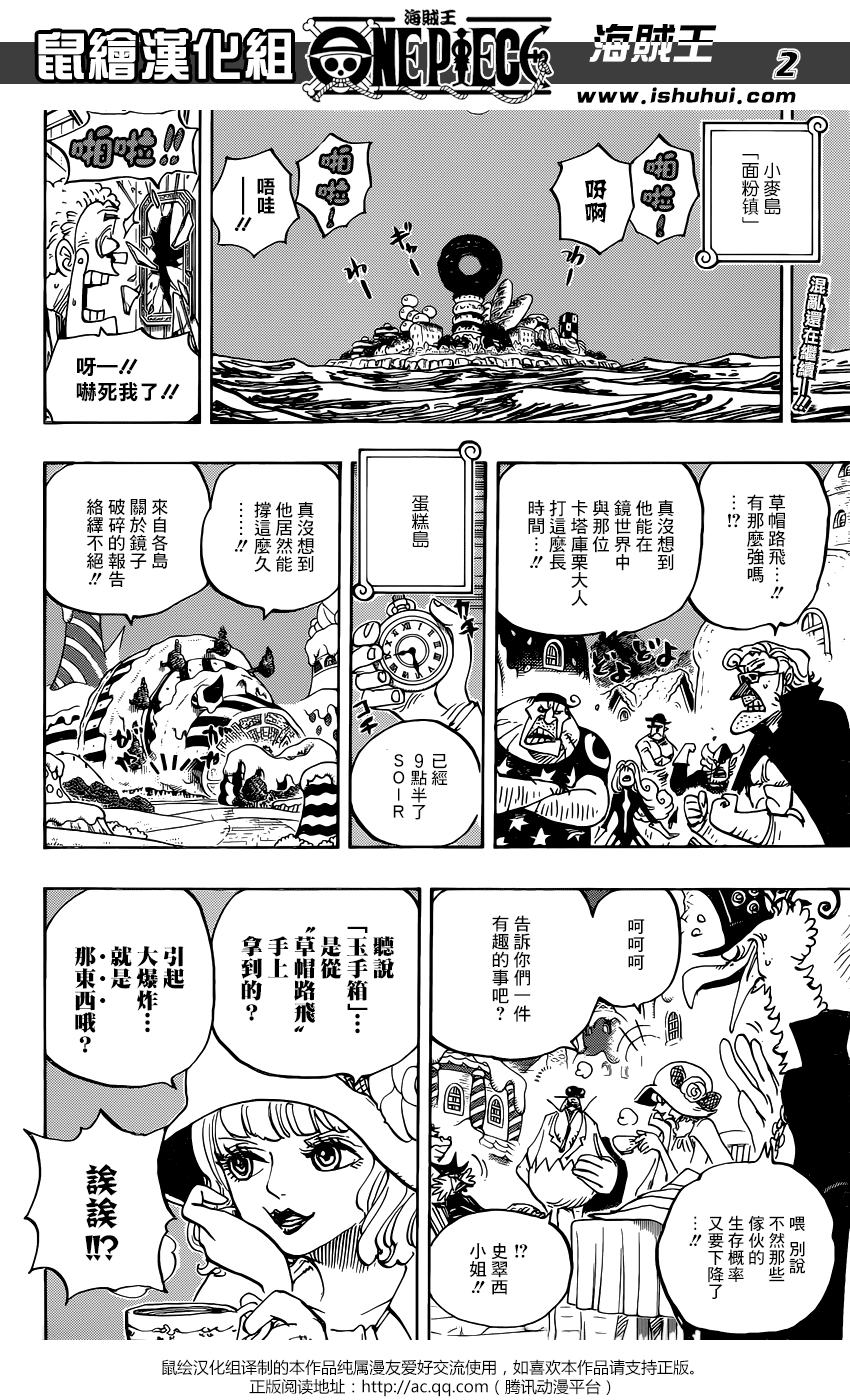 鼠繪漢化組
海賊王
ONE PIECE
海賊王
2
www.ishuhui.com
小麥島
「面粉镇」
混亂還在繼續——!!
呀啊
唔哇
——!!
啪啦!!
呀—!!
嚇死我了!!
草帽路飛…!!
有那麼強嗎
…!?
真沒想到
他能在
鏡世界中
與那位
卡塔庫栗大人
打這麼長
時間…!!
どよ
どよ
蛋糕島
カチ
コチ
已經
9點半了
SOIR
真沒想到
他居然能
撐這麼久
……!!
來自各島
關於鏡子
破碎的報告
絡繹不絕!!
呵呵呵
告訴你們一件
有趣的事吧?
喂 別說
不然那些
傢伙的
生存概率
又要下降了
…!!
!?
史翠西
小姐!!
聽說
「玉手箱」…
是從
〝草帽路飛〞
手上
拿到的?
引起
大爆炸…
就是
那東西哦?
誒誒
!!?
鼠绘汉化组译制的本作品纯属漫友爱好交流使用，如喜欢本作品请支持正版。
正版阅读地址：http://ac.qq.com（腾讯动漫平台）